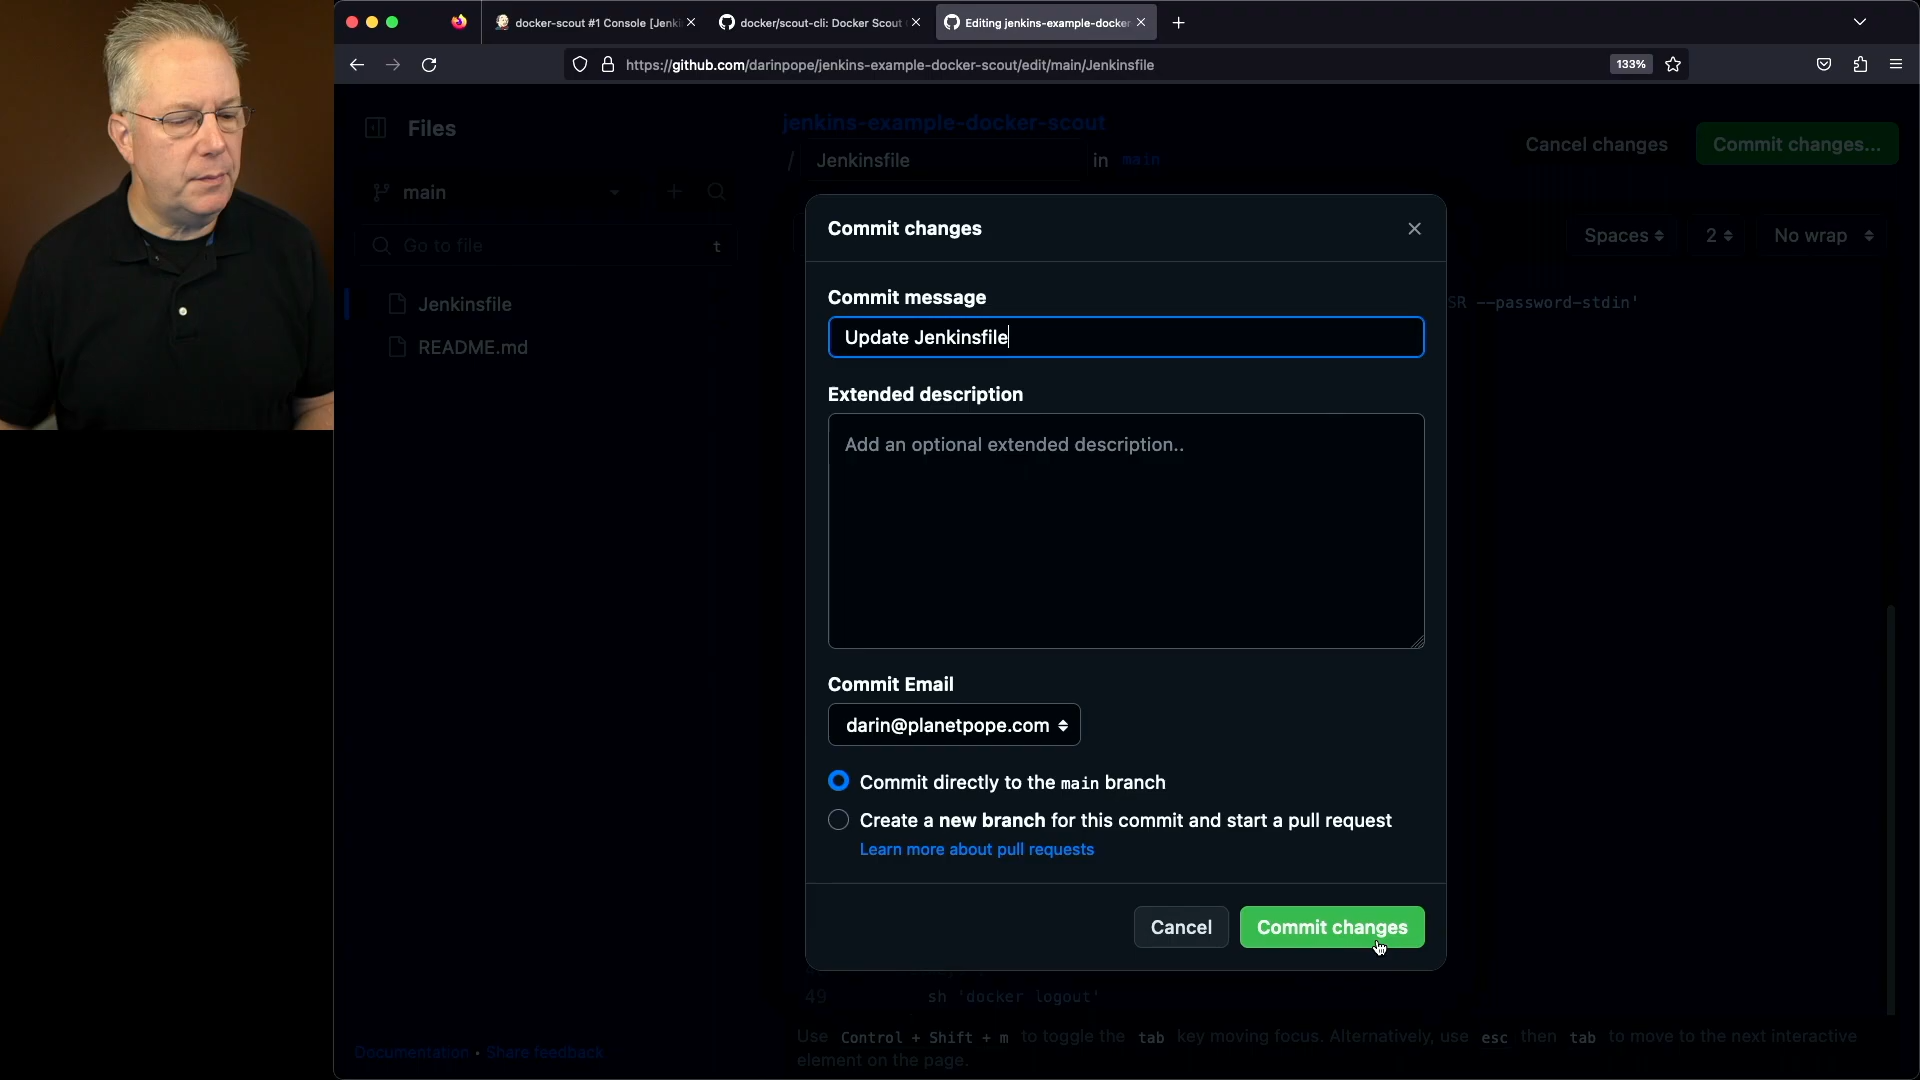 docker-scout #1 Console [Jenki
docker/scout-cli: Docker Scout
Editing jenkins-example-docker
https://github.com/darinpope/jenkins-example-docker-scout/edit/main/Jenkinsfile
133%
Files
jenkins-example-docker-scout
/ Jenkinsfile in main
Cancel changes
Commit changes...
main
Go to file
t
Spaces
2
No wrap
Jenkinsfile
README.md
SR --password-stdin'
Commit changes
Commit message
Update Jenkinsfile
Extended description
Add an optional extended description..
Commit Email
darin@planetpope.com
Commit directly to the main branch
Create a new branch for this commit and start a pull request
Learn more about pull requests
Cancel
Commit changes
49 sh 'docker logout'
Use Control + Shift + m to toggle the tab key moving focus. Alternatively, use esc then tab to move to the next interactive
element on the page.
Documentation • Share feedback